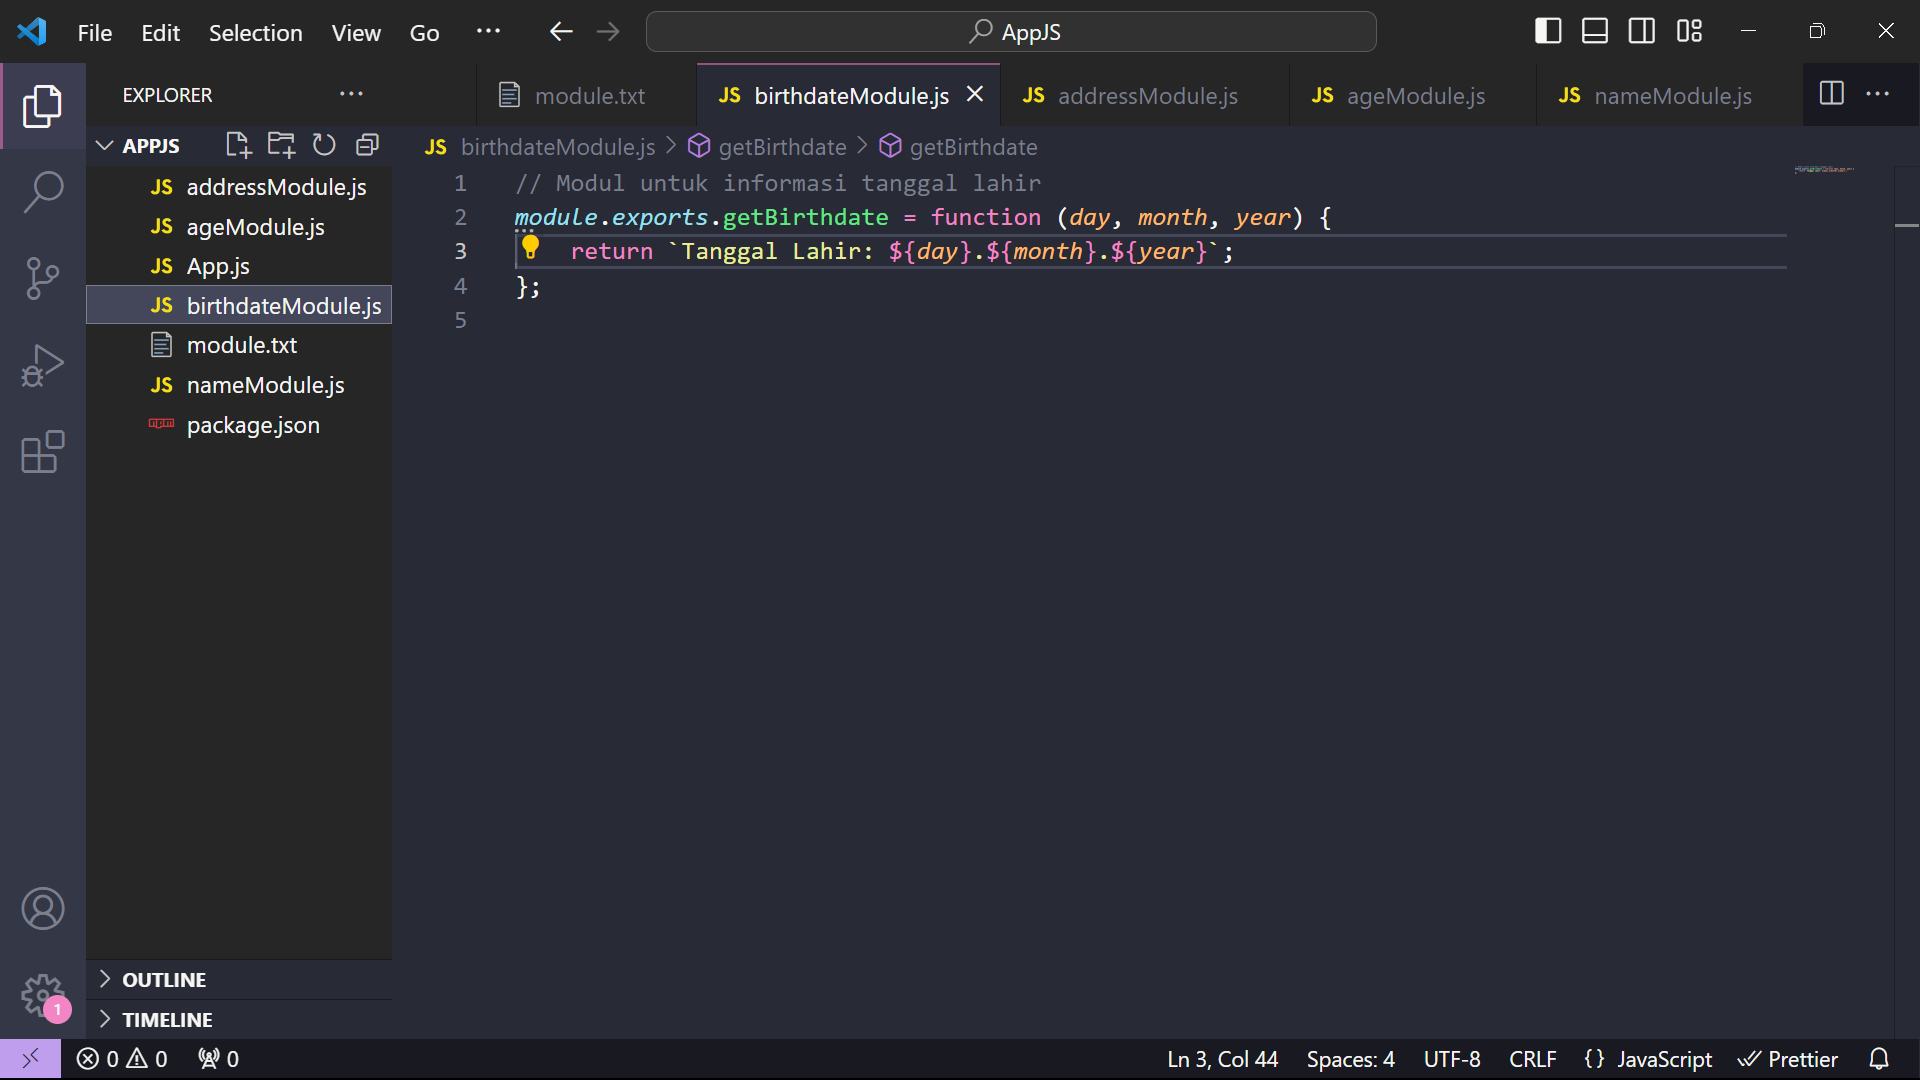 File Edit Selection View Go ··· AppJS
EXPLORER ···
module.txt JS birthdateModule.js JS addressModule.js JS ageModule.js JS nameModule.js ···
APPJS
JS addressModule.js
JS ageModule.js
JS App.js
JS birthdateModule.js
module.txt
JS nameModule.js
npm package.json
OUTLINE
TIMELINE
JS birthdateModule.js > getBirthdate > getBirthdate
1 // Modul untuk informasi tanggal lahir
2 module.exports.getBirthdate = function (day, month, year) {
3 return `Tanggal Lahir: ${day}.${month}.${year}`;
4 };
5
1
0 0 0 Ln 3, Col 44 Spaces: 4 UTF-8 CRLF {} JavaScript Prettier